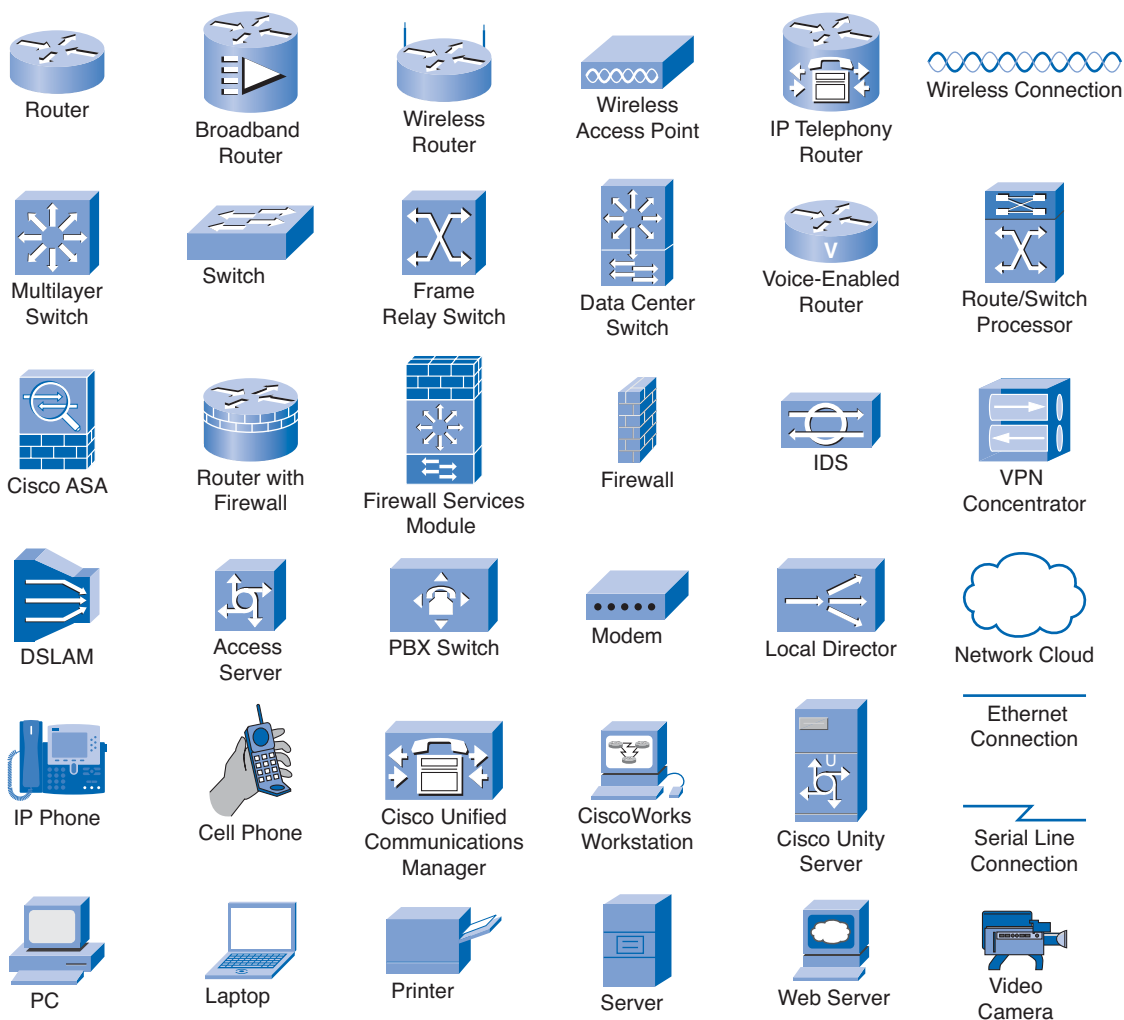 Router
Broadband
Router
Wireless
Router
Wireless
Access Point
IP Telephony
Router
Wireless Connection
Multilayer
Switch
Switch
Frame
Relay Switch
Data Center
Switch
V
Voice-Enabled
Router
Route/Switch
Processor
Cisco ASA
Router with
Firewall
Firewall Services
Module
Firewall
IDS
VPN
Concentrator
DSLAM
Access
Server
PBX Switch
Modem
Local Director
Network Cloud
IP Phone
Cell Phone
Cisco Unified
Communications
Manager
CiscoWorks
Workstation
U
Cisco Unity
Server
Ethernet
Connection
Serial Line
Connection
PC
Laptop
Printer
Server
Web Server
Video
Camera